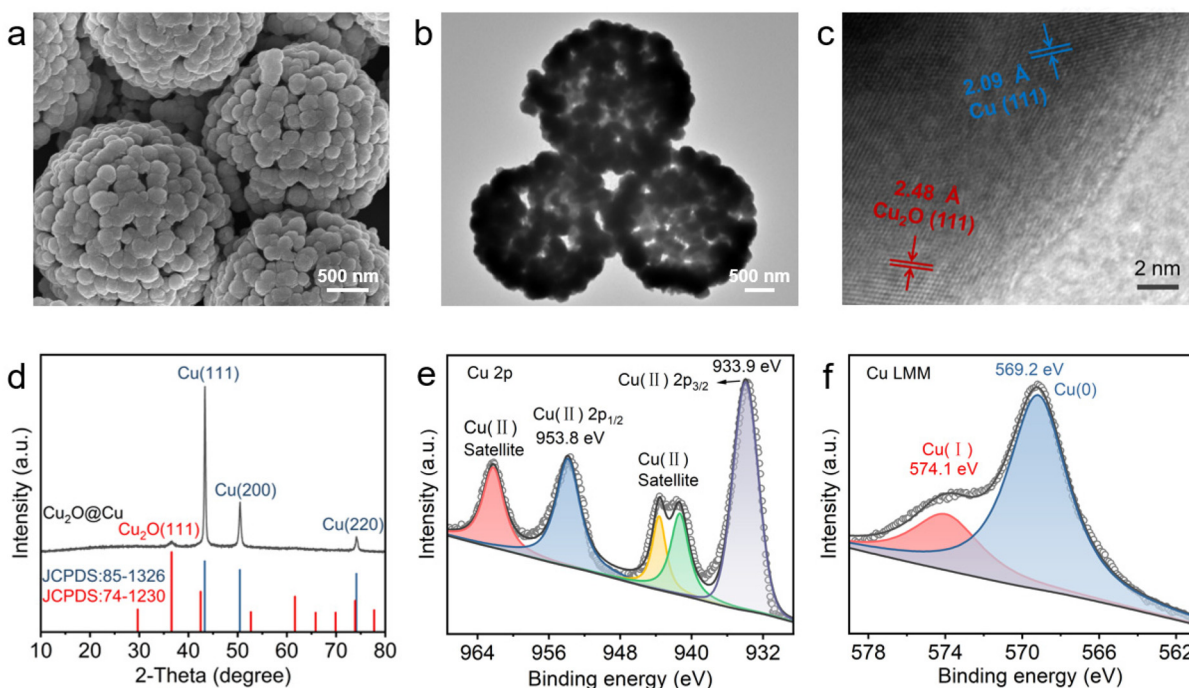 a
500 nm
b
500 nm
c
2.09 Å
Cu (111)
2.48 Å
Cu₂O (111)
2 nm
d
Intensity (a.u.)
Cu(111)
Cu(200)
Cu(220)
Cu₂O@Cu
Cu₂O(111)
JCPDS:85-1326
JCPDS:74-1230
10 20 30 40 50 60 70 80
2-Theta (degree)
e
Intensity (a.u.)
Cu 2p
933.9 eV
Cu(Ⅱ) 2p₃/₂
Cu(Ⅱ) 2p₁/₂
953.8 eV
Cu(Ⅱ)
Satellite
Cu(Ⅱ)
Satellite
964 956 948 940 932
Binding energy (eV)
f
Intensity (a.u.)
Cu LMM
569.2 eV
Cu(0)
Cu(Ⅰ)
574.1 eV
578 574 570 566 562
Binding energy (eV)